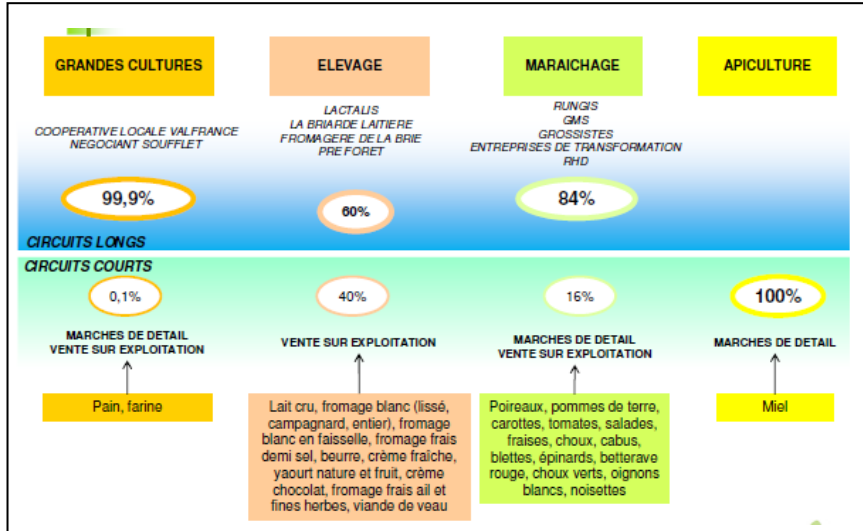 GRANDES CULTURES
ELEVAGE
MARAICHAGE
APICULTURE
COOPERATIVE LOCALE VALFRANCE
NEGOCIANT SOUFFLET
LACTALIS
LA BRIARDE LAITIERE
FROMAGERE DE LA BRIE
PRE FORET
RUNGIS
GMS
GROSSISTES
ENTREPRISES DE TRANSFORMATION
RHD
99,9%
60%
84%
CIRCUITS LONGS
CIRCUITS COURTS
0,1%
40%
16%
100%
MARCHES DE DETAIL
VENTE SUR EXPLOITATION
VENTE SUR EXPLOITATION
MARCHES DE DETAIL
VENTE SUR EXPLOITATION
MARCHES DE DETAIL
Pain, farine
Lait cru, fromage blanc (lissé,
campagnard, entier), fromage
blanc en faisselle, fromage frais
demi sel, beurre, crème fraîche,
yaourt nature et fruit, crème
chocolat, fromage frais ail et
fines herbes, viande de veau
Poireaux, pommes de terre,
carottes, tomates, salades,
fraises, choux, cabus,
blettes, épinards, betterave
rouge, choux verts, oignons
blancs, noisettes
Miel